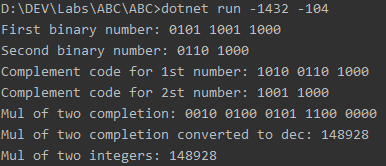 D:\DEV\Labs\ABC\ABC>dotnet run -1432 -104
First binary number: 0101 1001 1000
Second binary number: 0110 1000
Complement code for 1st number: 1010 0110 1000
Complement code for 2st number: 1001 1000
Mul of two completion: 0010 0100 0101 1100 0000
Mul of two completion converted to dec: 148928
Mul of two integers: 148928